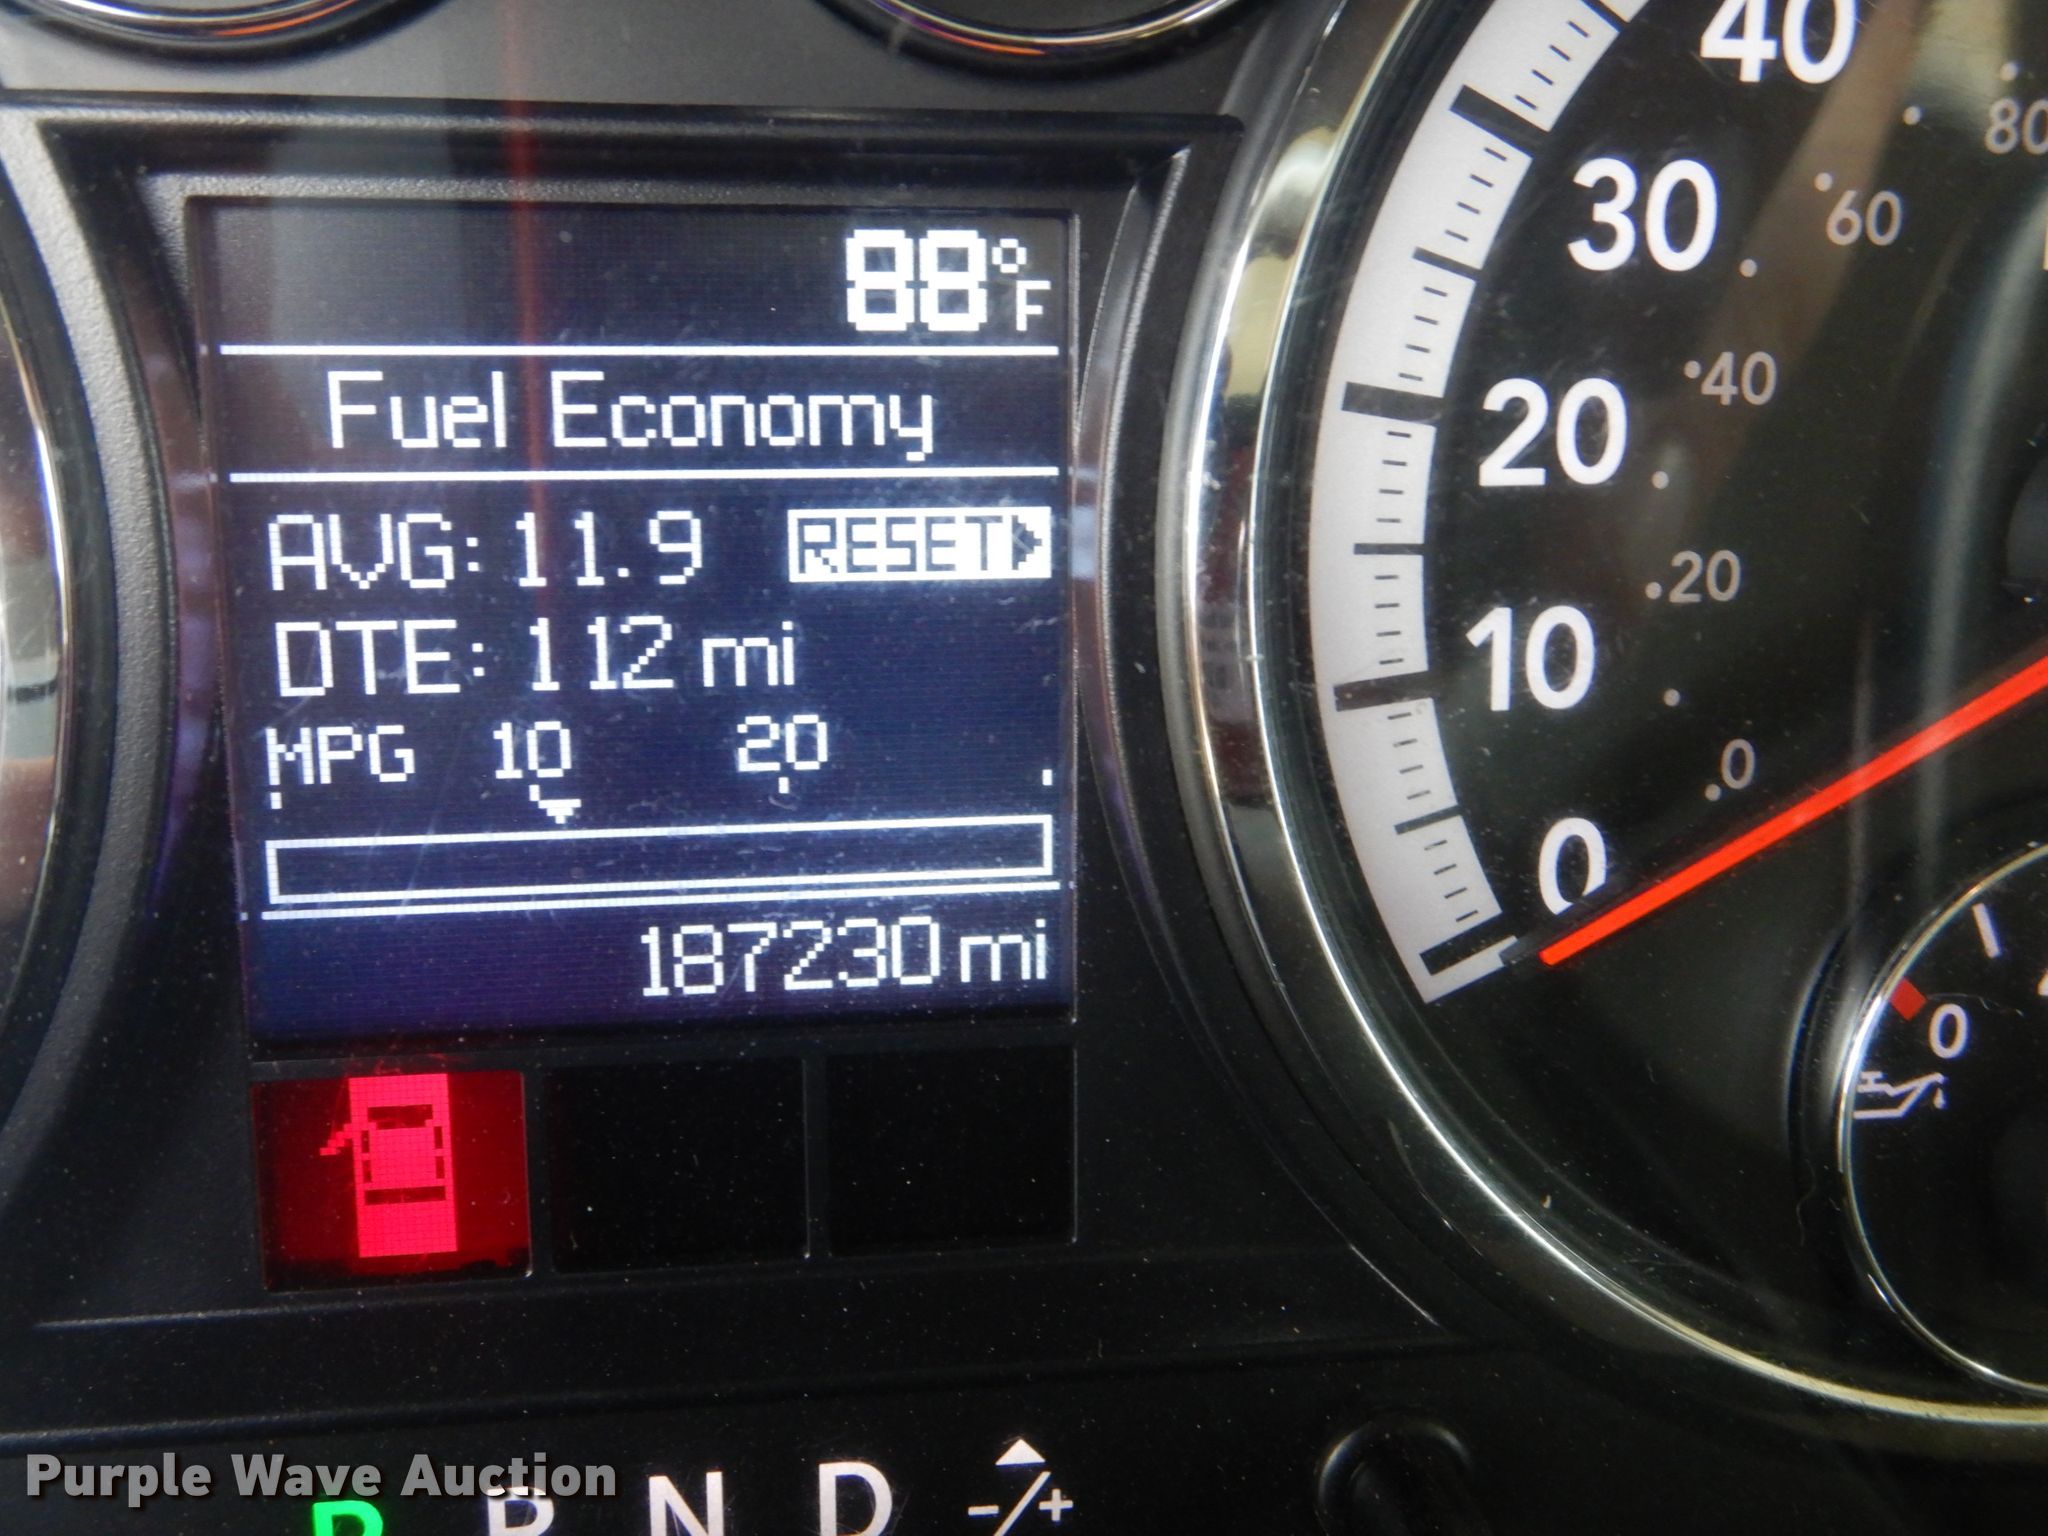 88°F
Fuel Economy
AVG: 11.9 RESET
DTE: 112 mi
MPG 10 20
187230 mi
40
30
20
10
0
80
60
40
20
0
1
0
P R N D -/+
Purple Wave Auction